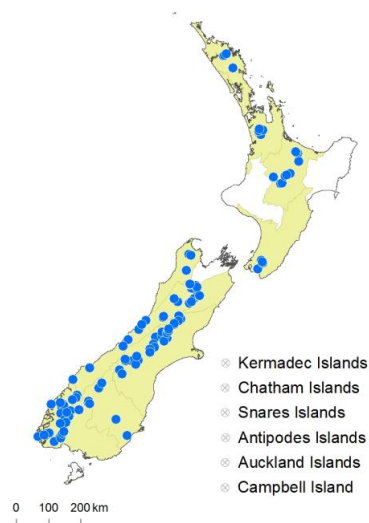 Kermadec Islands
Chatham Islands
Snares Islands
Antipodes Islands
Auckland Islands
Campbell Island
0 100 200 km